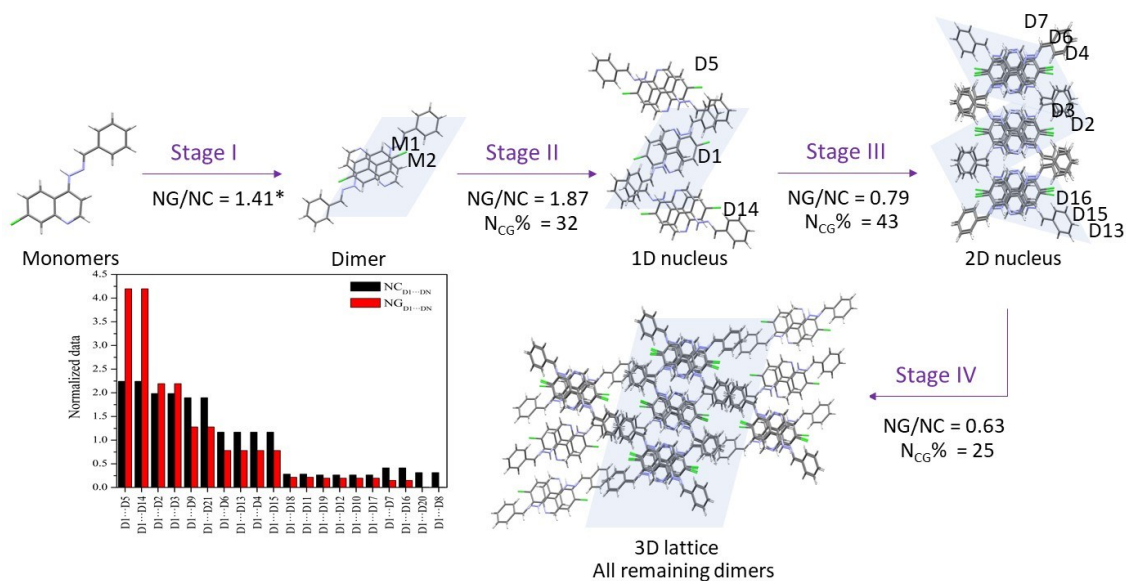 D7
D6
D4
D5
D3
D2
M1
M2
D1
Stage I
Stage II
Stage III
NG/NC = 1.41*
NG/NC = 1.87
NG/NC = 0.79
N_CG% = 32
N_CG% = 43
D14
D16
D15
D13
Monomers
Dimer
1D nucleus
2D nucleus
4.5
4.0
3.5
3.0
2.5
2.0
1.5
1.0
0.5
0.0
Normalized data
NC_D1···DN
NG_D1···DN
D1···D5
D1···D14
D1···D2
D1···D3
D1···D9
D1···D21
D1···D6
D1···D13
D1···D4
D1···D15
D1···D18
D1···D11
D1···D19
D1···D12
D1···D10
D1···D17
D1···D7
D1···D16
D1···D20
D1···D8
Stage IV
NG/NC = 0.63
N_CG% = 25
3D lattice
All remaining dimers